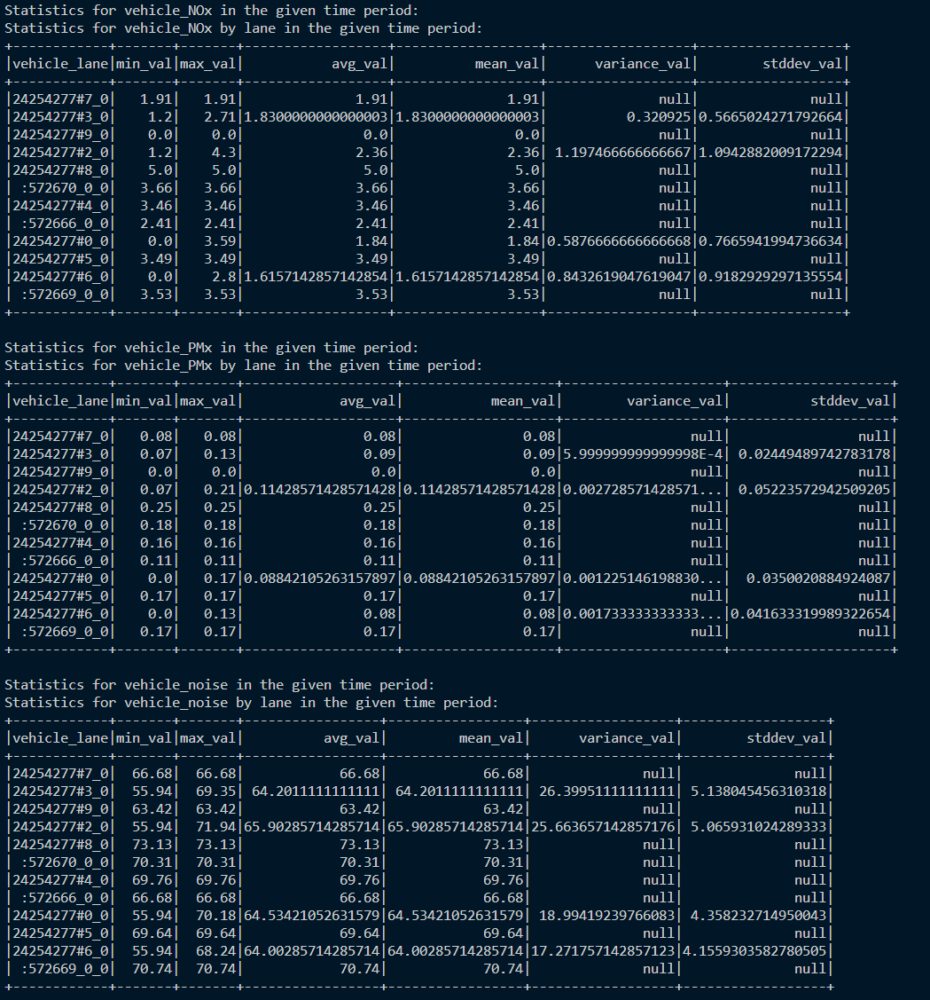 Statistics for vehicle_NOx in the given time period:
Statistics for vehicle_NOx by lane in the given time period:
+------------+-------+-------+------------------+------------------+------------------+------------------+
|vehicle_lane|min_val|max_val|           avg_val|          mean_val|      variance_val|        stddev_val|
+------------+-------+-------+------------------+------------------+------------------+------------------+
|24254277#7_0|   1.91|   1.91|              1.91|              1.91|              null|              null|
|24254277#3_0|    1.2|   2.71|1.8300000000000003|1.8300000000000003|          0.320925|0.5665024271792664|
|24254277#9_0|    0.0|    0.0|               0.0|               0.0|              null|              null|
|24254277#2_0|    1.2|    4.3|              2.36|              2.36| 1.197466666666667|1.0942882009172294|
|24254277#8_0|    5.0|    5.0|               5.0|               5.0|              null|              null|
| :572670_0_0|   3.66|   3.66|              3.66|              3.66|              null|              null|
|24254277#4_0|   3.46|   3.46|              3.46|              3.46|              null|              null|
| :572666_0_0|   2.41|   2.41|              2.41|              2.41|              null|              null|
|24254277#0_0|    0.0|   3.59|              1.84|              1.84|0.5876666666666668|0.7665941994736634|
|24254277#5_0|   3.49|   3.49|              3.49|              3.49|              null|              null|
|24254277#6_0|    0.0|    2.8|1.6157142857142854|1.6157142857142854|0.8432619047619047|0.9182929297135554|
| :572669_0_0|   3.53|   3.53|              3.53|              3.53|              null|              null|
+------------+-------+-------+------------------+------------------+------------------+------------------+
Statistics for vehicle_PMx in the given time period:
Statistics for vehicle_PMx by lane in the given time period:
+------------+-------+-------+-------------------+-------------------+--------------------+--------------------+
|vehicle_lane|min_val|max_val|            avg_val|           mean_val|        variance_val|          stddev_val|
+------------+-------+-------+-------------------+-------------------+--------------------+--------------------+
|24254277#7_0|   0.08|   0.08|               0.08|               0.08|                null|                null|
|24254277#3_0|   0.07|   0.13|               0.09|               0.09|5.999999999999998E-4| 0.02449489742783178|
|24254277#9_0|    0.0|    0.0|                0.0|                0.0|                null|                null|
|24254277#2_0|   0.07|   0.21|0.11428571428571428|0.11428571428571428|0.002728571428571...| 0.05223572942509205|
|24254277#8_0|   0.25|   0.25|               0.25|               0.25|                null|                null|
| :572670_0_0|   0.18|   0.18|               0.18|               0.18|                null|                null|
|24254277#4_0|   0.16|   0.16|               0.16|               0.16|                null|                null|
| :572666_0_0|   0.11|   0.11|               0.11|               0.11|                null|                null|
|24254277#0_0|    0.0|   0.17|0.08842105263157897|0.08842105263157897|0.001225146198830...|  0.0350020884924087|
|24254277#5_0|   0.17|   0.17|               0.17|               0.17|                null|                null|
|24254277#6_0|    0.0|   0.13|               0.08|               0.08|0.001733333333333...|0.041633319989322654|
| :572669_0_0|   0.17|   0.17|               0.17|               0.17|                null|                null|
+------------+-------+-------+-------------------+-------------------+--------------------+--------------------+
Statistics for vehicle_noise in the given time period:
Statistics for vehicle_noise by lane in the given time period:
+------------+-------+-------+-----------------+-----------------+------------------+------------------+
|vehicle_lane|min_val|max_val|          avg_val|         mean_val|      variance_val|        stddev_val|
+------------+-------+-------+-----------------+-----------------+------------------+------------------+
|24254277#7_0|  66.68|  66.68|            66.68|            66.68|              null|              null|
|24254277#3_0|  55.94|  69.35| 64.2011111111111| 64.2011111111111| 26.39951111111111| 5.138045456310318|
|24254277#9_0|  63.42|  63.42|            63.42|            63.42|              null|              null|
|24254277#2_0|  55.94|  71.94|65.90285714285714|65.90285714285714|25.663657142857176| 5.065931024289333|
|24254277#8_0|  73.13|  73.13|            73.13|            73.13|              null|              null|
| :572670_0_0|  70.31|  70.31|            70.31|            70.31|              null|              null|
|24254277#4_0|  69.76|  69.76|            69.76|            69.76|              null|              null|
| :572666_0_0|  66.68|  66.68|            66.68|            66.68|              null|              null|
|24254277#0_0|  55.94|  70.18|64.53421052631579|64.53421052631579| 18.99419239766083| 4.358232714950043|
|24254277#5_0|  69.64|  69.64|            69.64|            69.64|              null|              null|
|24254277#6_0|  55.94|  68.24|64.00285714285714|64.00285714285714|17.271757142857123|4.1559303582780505|
| :572669_0_0|  70.74|  70.74|            70.74|            70.74|              null|              null|
+------------+-------+-------+-----------------+-----------------+------------------+------------------+